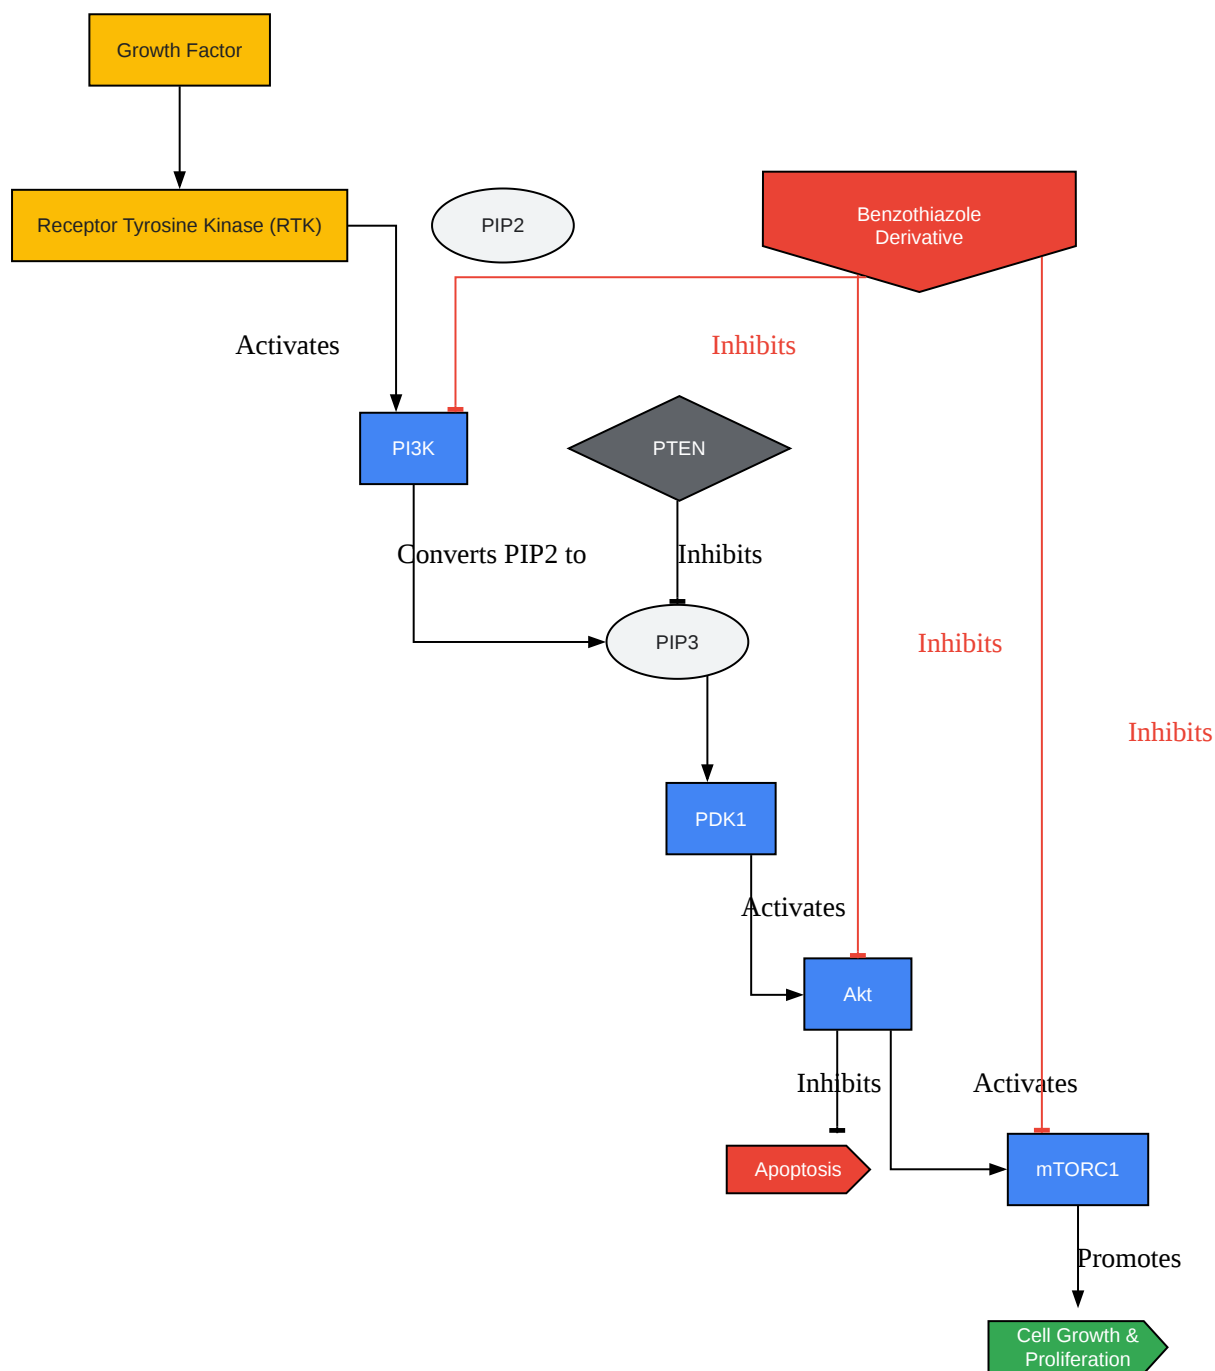 Growth Factor
Receptor Tyrosine Kinase (RTK)
PIP2
Benzothiazole
Derivative
Activates
Inhibits
PI3K
PTEN
Converts PIP2 to
Inhibits
PIP3
Inhibits
Inhibits
PDK1
Activates
Akt
Inhibits
Activates
Apoptosis
mTORC1
Promotes
Cell Growth &
Proliferation